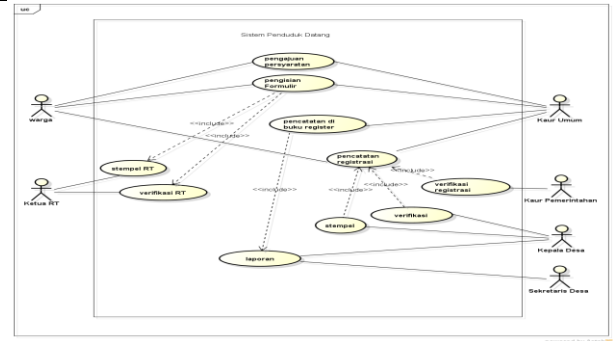 uc
Sistem Penduduk Datang
pengajuan
persyaratan
pengisian
Formulir
<<include>>
warga
Kaur Umum
pencatatan di
buku register
<<include>>
pencatatan
registrasi
stempel RT
<<include>>
verifikasi
registrasi
Ketua RT
verifikasi RT
<<include>>
<<include>>
<<include>>
Kaur Pemerintahan
verifikasi
stempel
Kepala Desa
laporan
Sekretaris Desa